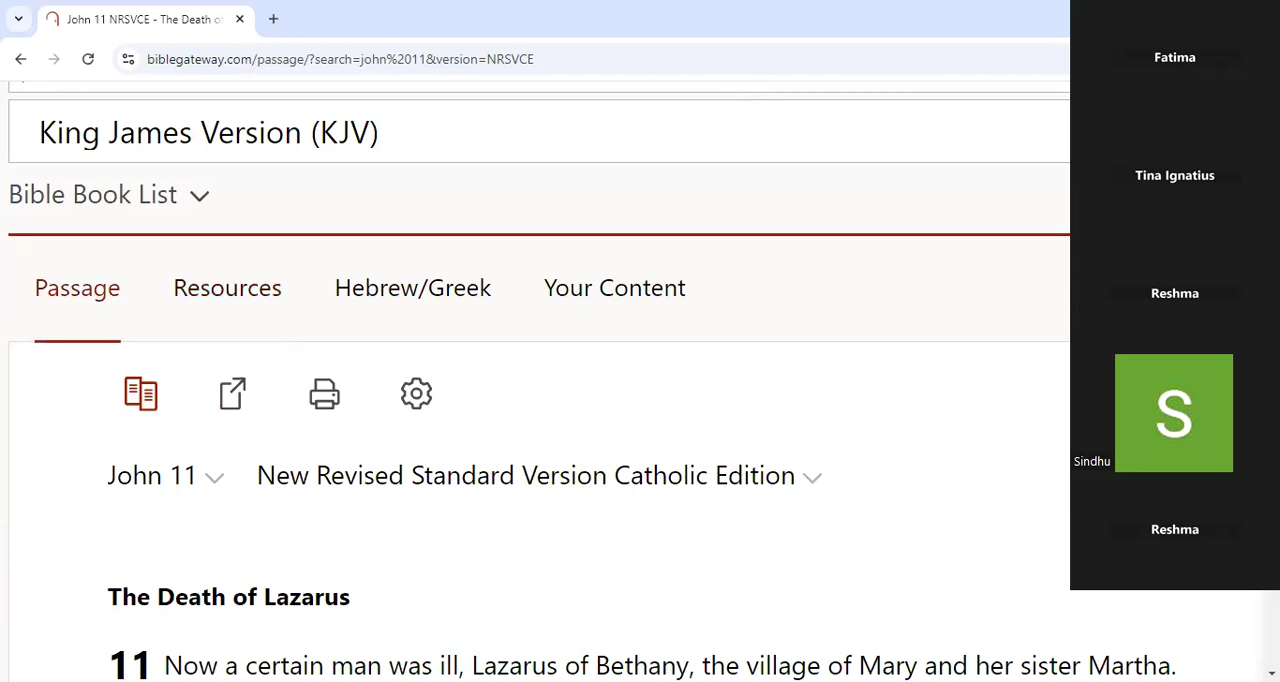 John 11 NRSVCE - The Death of
biblegateway.com/passage/?search=john%2011&version=NRSVCE
King James Version (KJV)
Bible Book List
Passage Resources Hebrew/Greek Your Content
John 11 New Revised Standard Version Catholic Edition
The Death of Lazarus
11 Now a certain man was ill, Lazarus of Bethany, the village of Mary and her sister Martha.
Fatima
Tina Ignatius
Reshma
S
Sindhu
Reshma